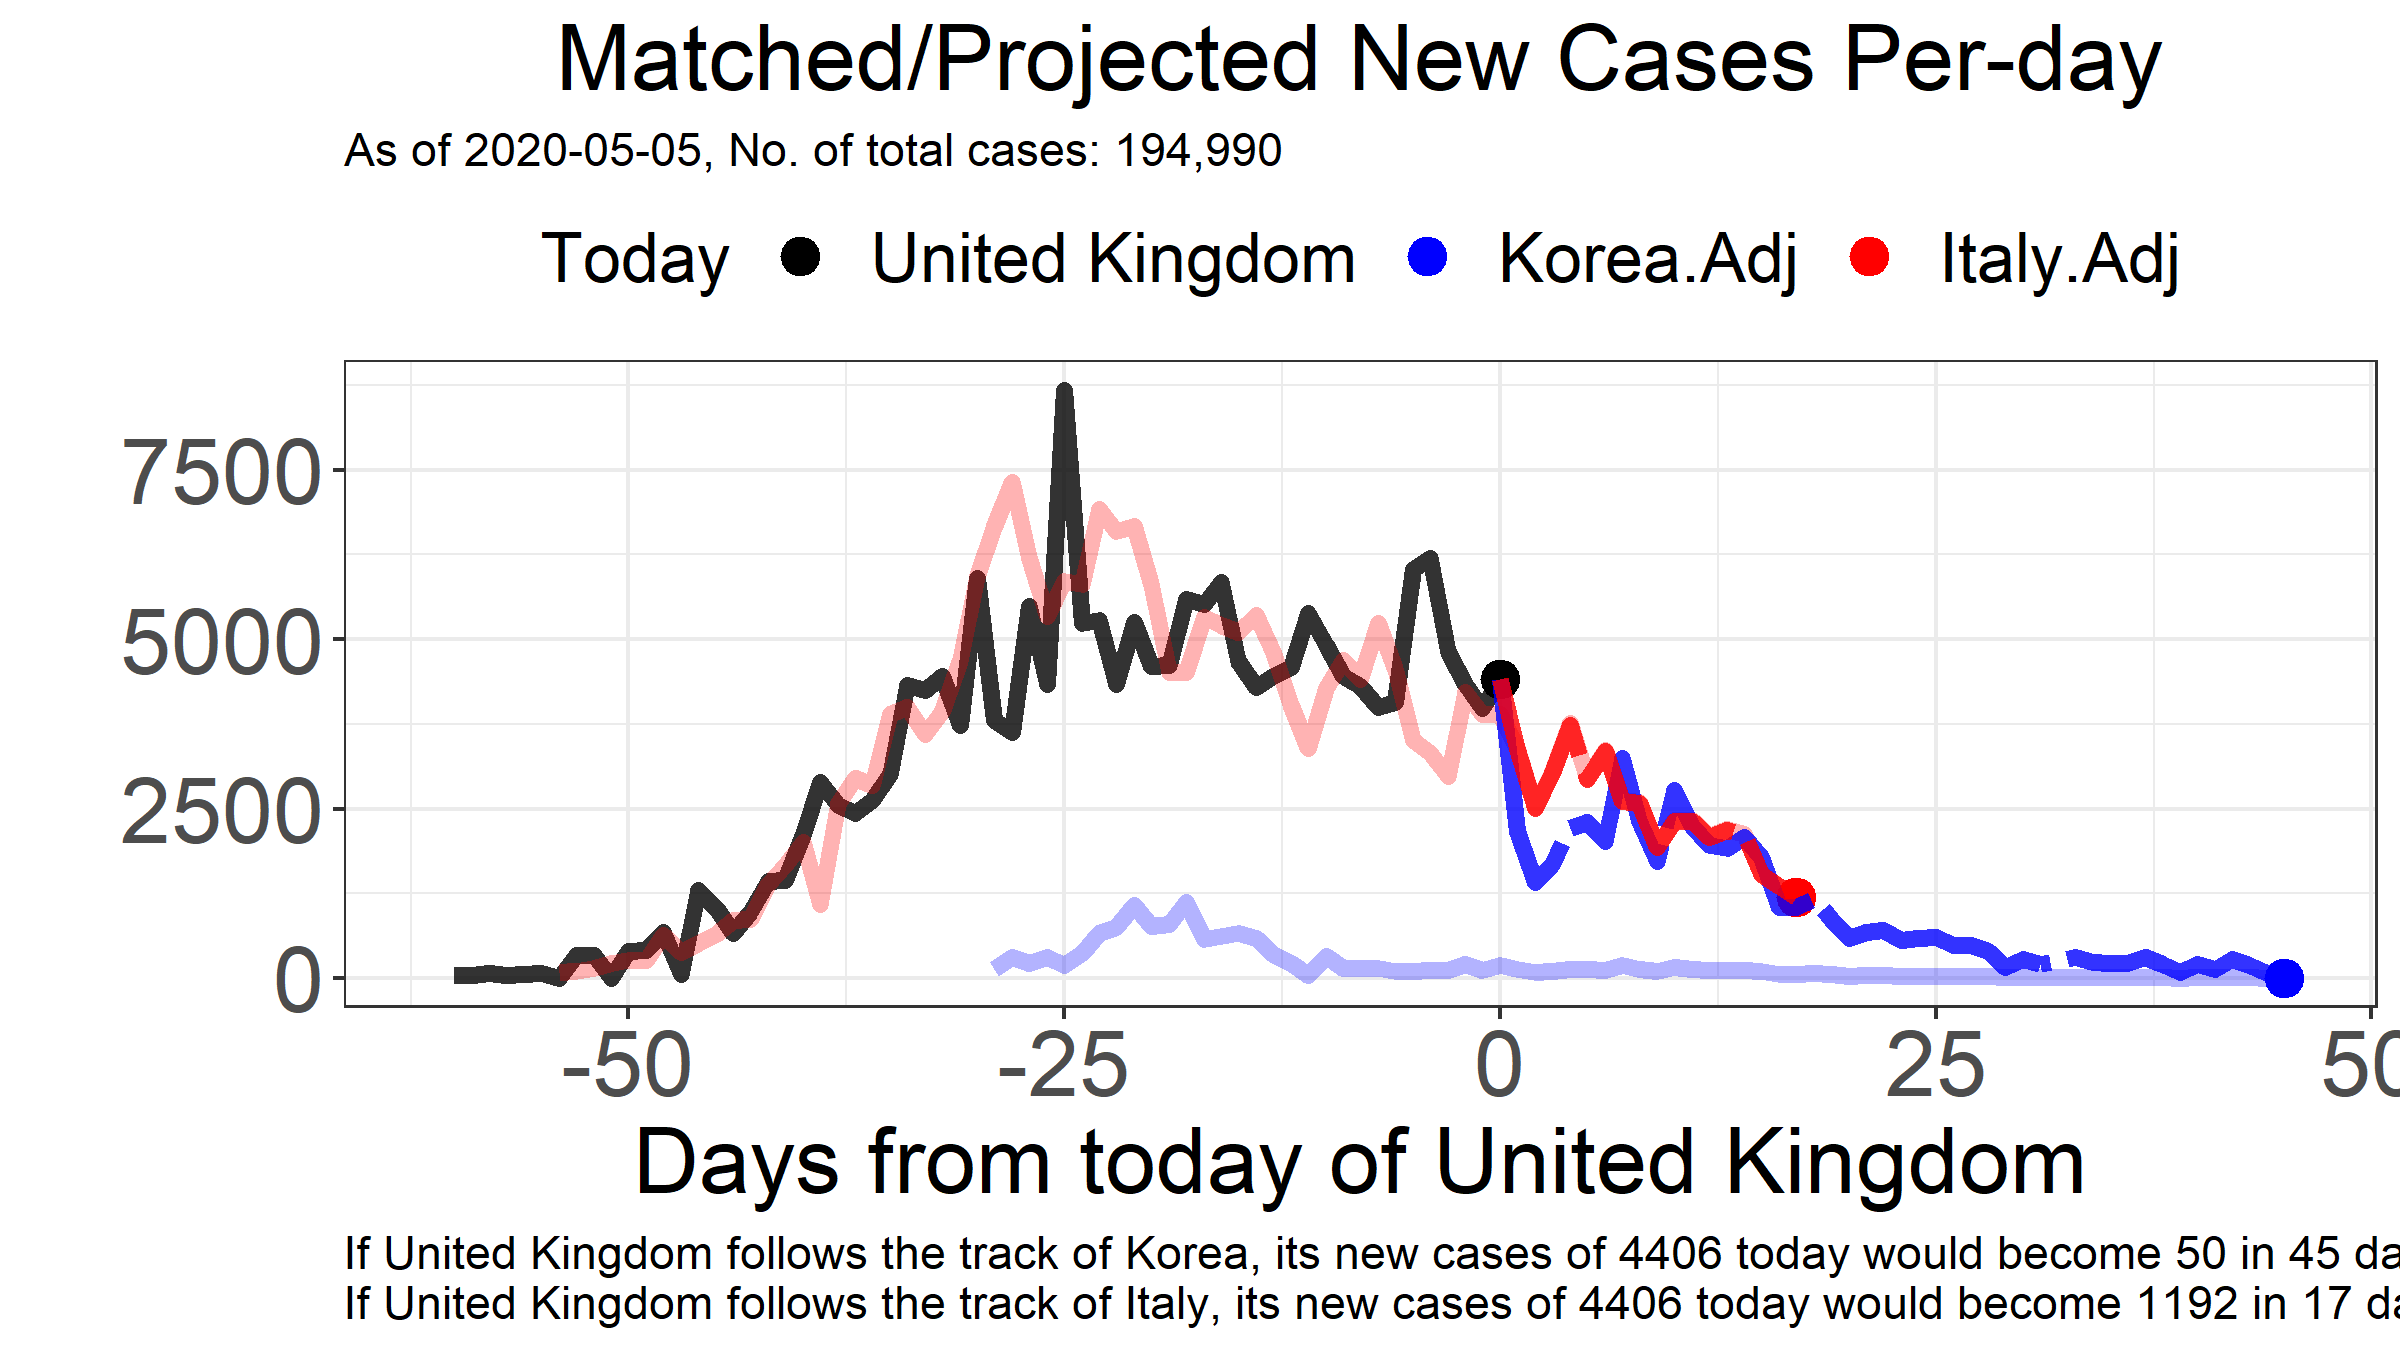 Matched/Projected New Cases Per-day
As of 2020-05-05, No. of total cases: 194,990
Today United Kingdom Korea.Adj Italy.Adj
7500
5000
2500
0
-50 -25 0 25 50
Days from today of United Kingdom
If United Kingdom follows the track of Korea, its new cases of 4406 today would become 50 in 45 da
If United Kingdom follows the track of Italy, its new cases of 4406 today would become 1192 in 17 da